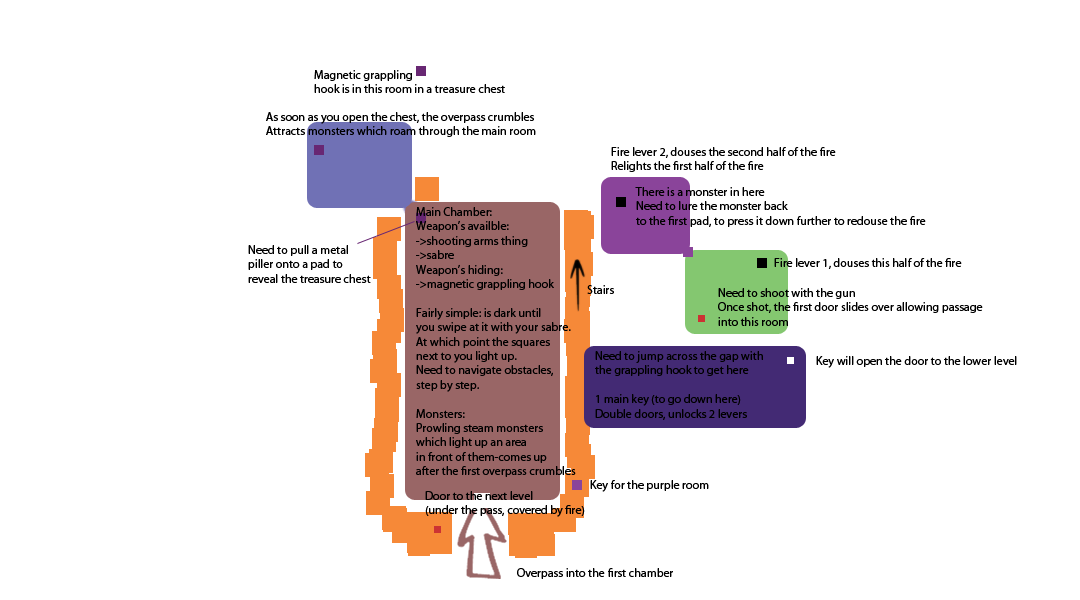 Magnetic grappling
hook is in this room in a treasure chest
As soon as you open the chest, the overpass crumbles
Attracts monsters which roam through the main room
Fire lever 2, douses the second half of the fire
Relights the first half of the fire
There is a monster in here
Need to lure the monster back
to the first pad, to press it down further to redouse the fire
Main Chamber:
Weapon's availble:
->shooting arms thing
->sabre
Weapon's hiding:
->magnetic grappling hook
Need to pull a metal
piller onto a pad to
reveal the treasure chest
Fire lever 1, douses this half of the fire
Stairs
Need to shoot with the gun
Once shot, the first door slides over allowing passage
into this room
Fairly simple: is dark until
you swipe at it with your sabre.
At which point the squares
next to you light up.
Need to navigate obstacles,
step by step.
Need to jump across the gap with
the grappling hook to get here
Key will open the door to the lower level
1 main key (to go down here)
Double doors, unlocks 2 levers
Monsters:
Prowling steam monsters
which light up an area
in front of them-comes up
after the first overpass crumbles
Key for the purple room
Door to the next level
(under the pass, covered by fire)
Overpass into the first chamber